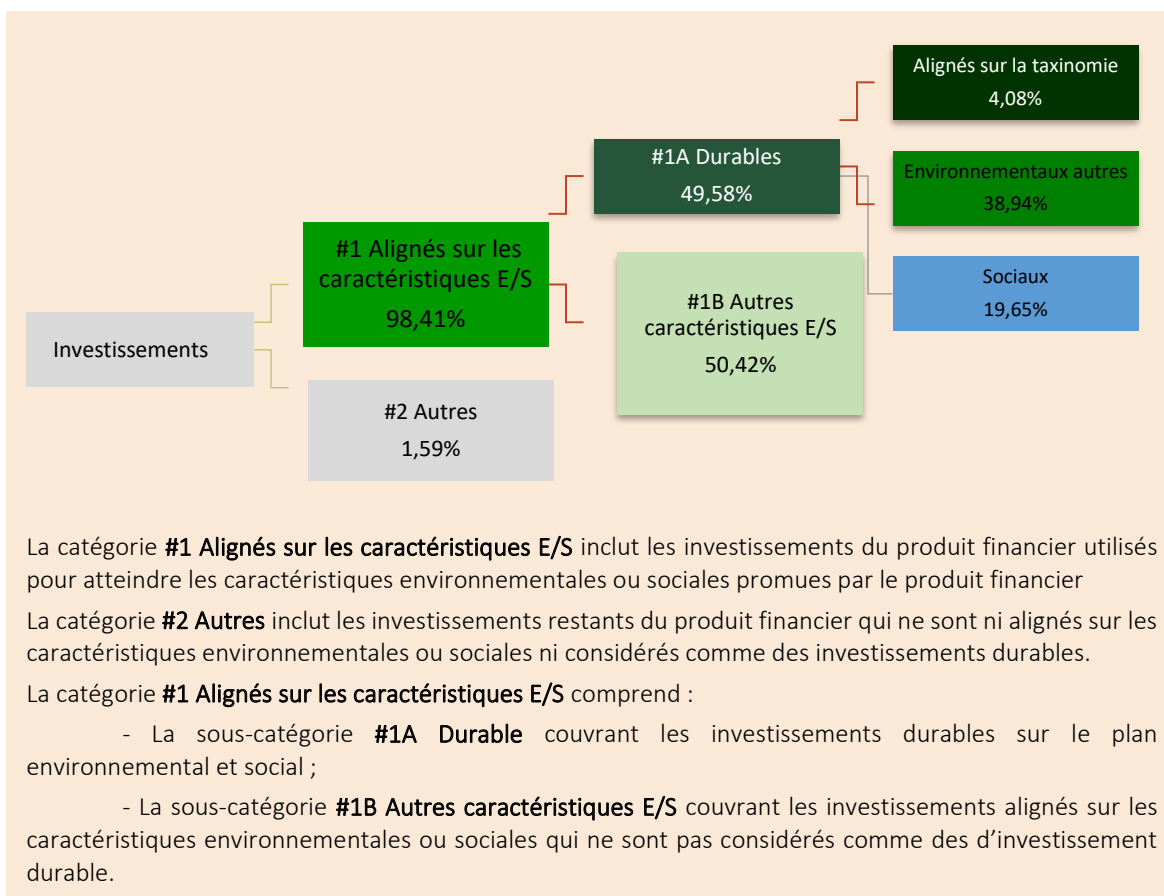 Alignés sur la taxinomie
4,08%
#1A Durables
49,58%
Environnementaux autres
38,94%
#1 Alignés sur les
caractéristiques E/S
98,41%
#1B Autres
caractéristiques E/S
50,42%
Sociaux
19,65%
Investissements
#2 Autres
1,59%
La catégorie #1 Alignés sur les caractéristiques E/S inclut les investissements du produit financier utilisés
pour atteindre les caractéristiques environnementales ou sociales promues par le produit financier
La catégorie #2 Autres inclut les investissements restants du produit financier qui ne sont ni alignés sur les
caractéristiques environnementales ou sociales ni considérés comme des investissements durables.
La catégorie #1 Alignés sur les caractéristiques E/S comprend :
- La sous-catégorie #1A Durable couvrant les investissements durables sur le plan
environnemental et social ;
- La sous-catégorie #1B Autres caractéristiques E/S couvrant les investissements alignés sur les
caractéristiques environnementales ou sociales qui ne sont pas considérés comme des d'investissement
durable.